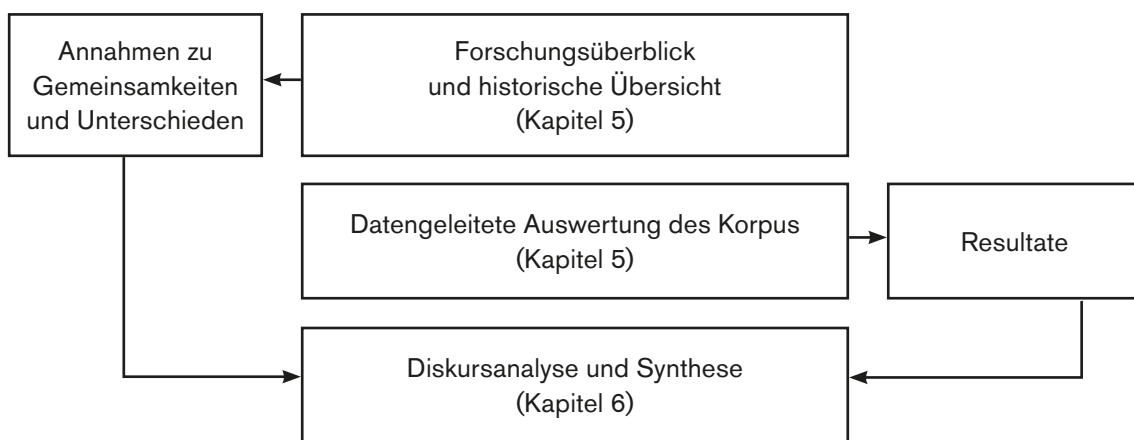 Annahmen zu
Gemeinsamkeiten
und Unterschieden
Forschungsüberblick
und historische Übersicht
(Kapitel 5)
Datengeleitete Auswertung des Korpus
(Kapitel 5)
Resultate
Diskursanalyse und Synthese
(Kapitel 6)